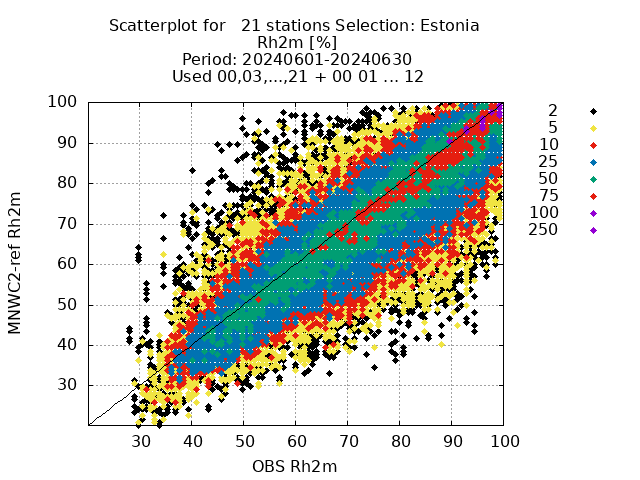 Scatterplot for   21 stations Selection: Estonia
Rh2m [%]
Period: 20240601-20240630
Used 00,03,...,21 + 00 01 ... 12
MNWC2-ref Rh2m
100
90
80
70
60
50
40
30
30 40 50 60 70 80 90 100
OBS Rh2m
2
5
10
25
50
75
100
250